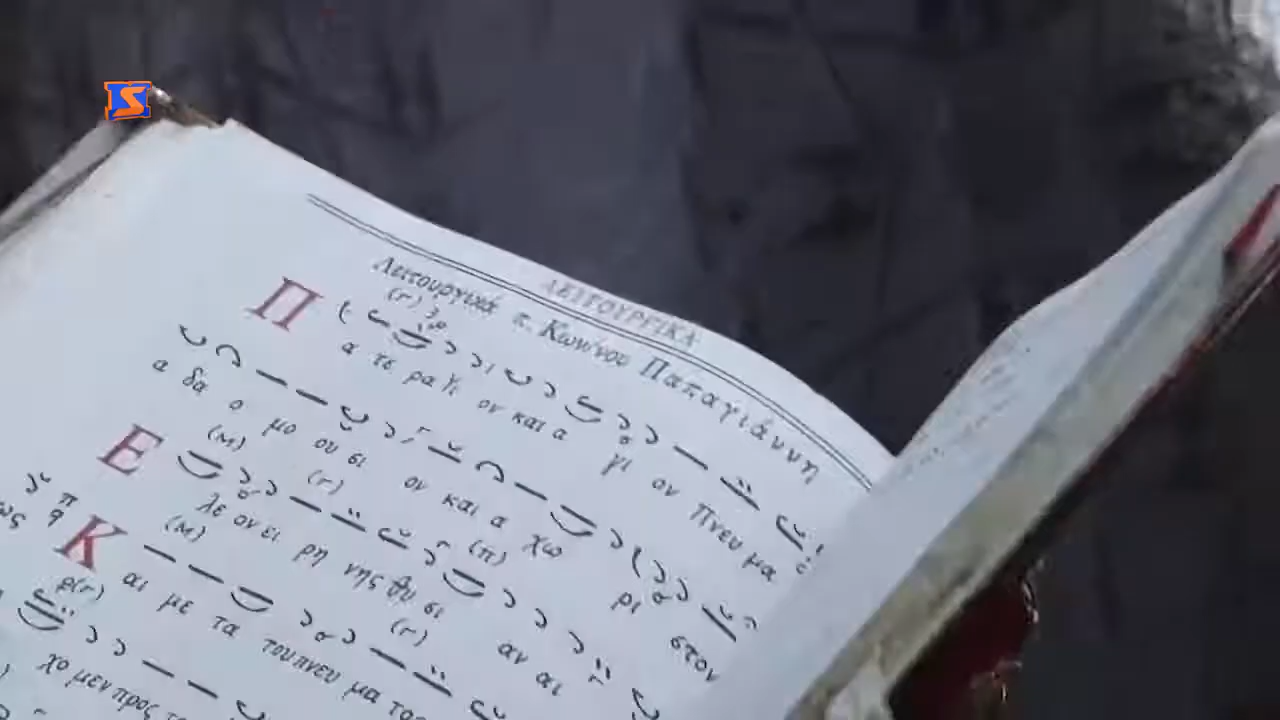 ΛΕΙΤΟΥΡΓΙΚΑ
Λειτουργικά π. Κων/νου Παπαγιάννη
Π α τε ρα Υι ον και α γι ον Πνευ μα
α δα ο μο ου σι ον και α χω ρι στον
Ε λε ον ει ρη νης θυ σι αν αι
Κ αι με τα του πνευ μα τος
χο μεν προς